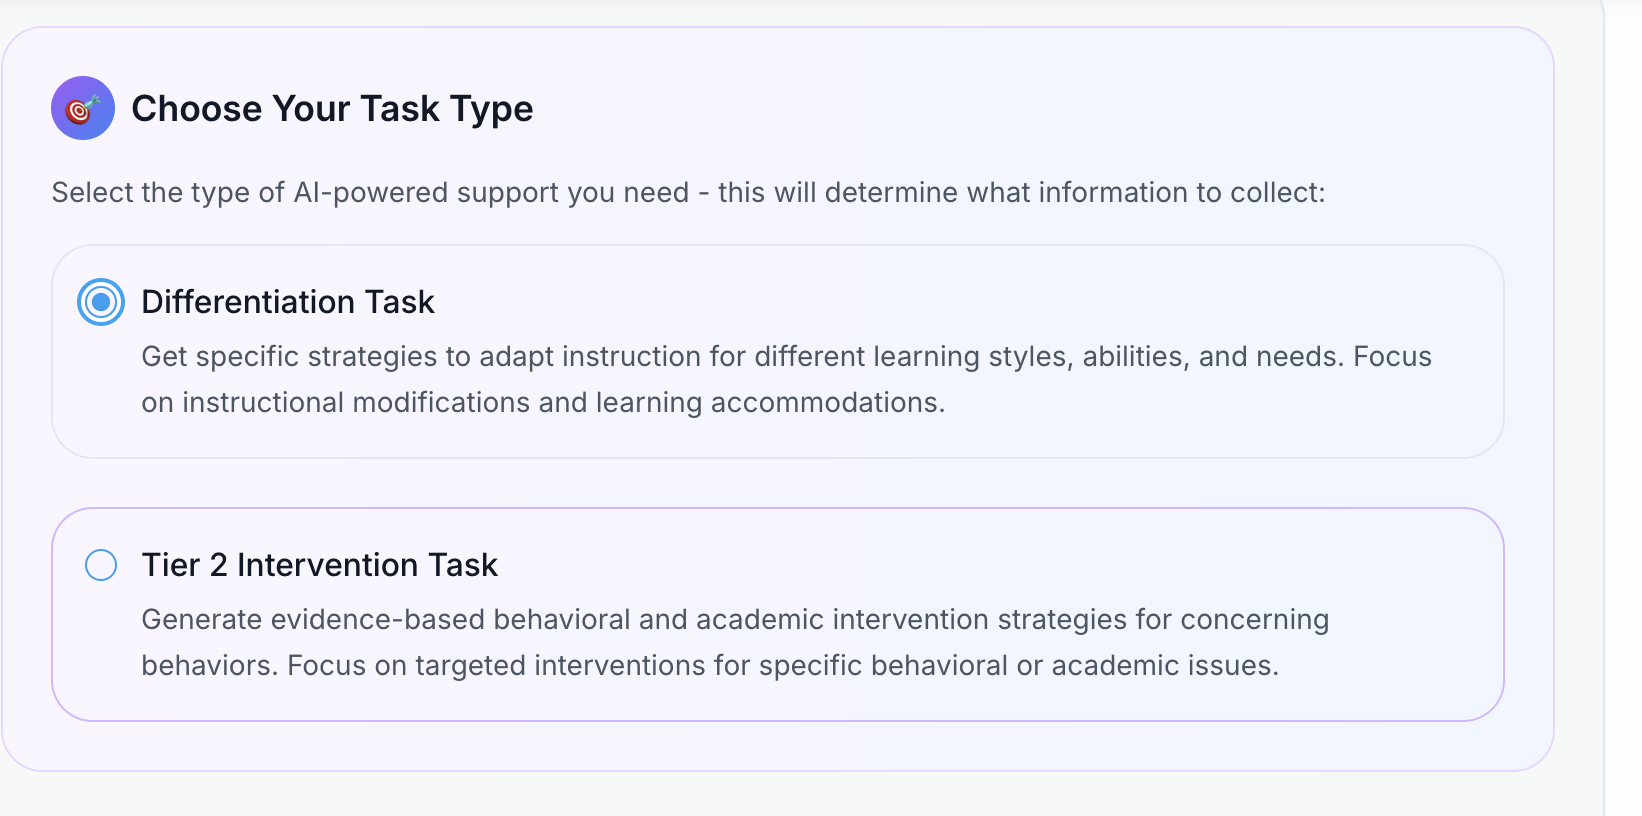 Choose Your Task Type
Select the type of AI-powered support you need - this will determine what information to collect:
Differentiation Task
Get specific strategies to adapt instruction for different learning styles, abilities, and needs. Focus
on instructional modifications and learning accommodations.
Tier 2 Intervention Task
Generate evidence-based behavioral and academic intervention strategies for concerning
behaviors. Focus on targeted interventions for specific behavioral or academic issues.